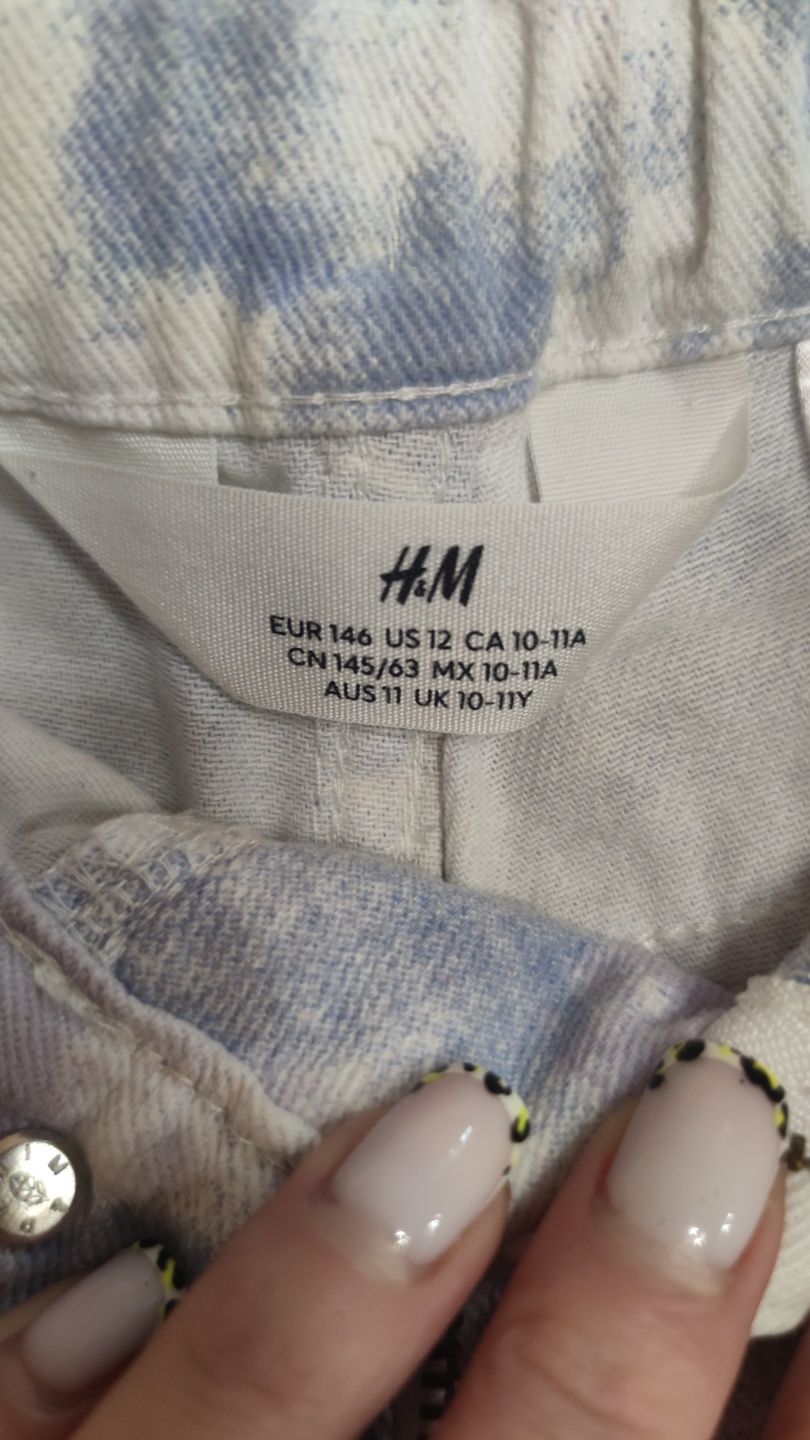 H&M
EUR 146 US 12 CA 10-11A
CN 145/63 MX 10-11A
AUS 11 UK 10-11Y